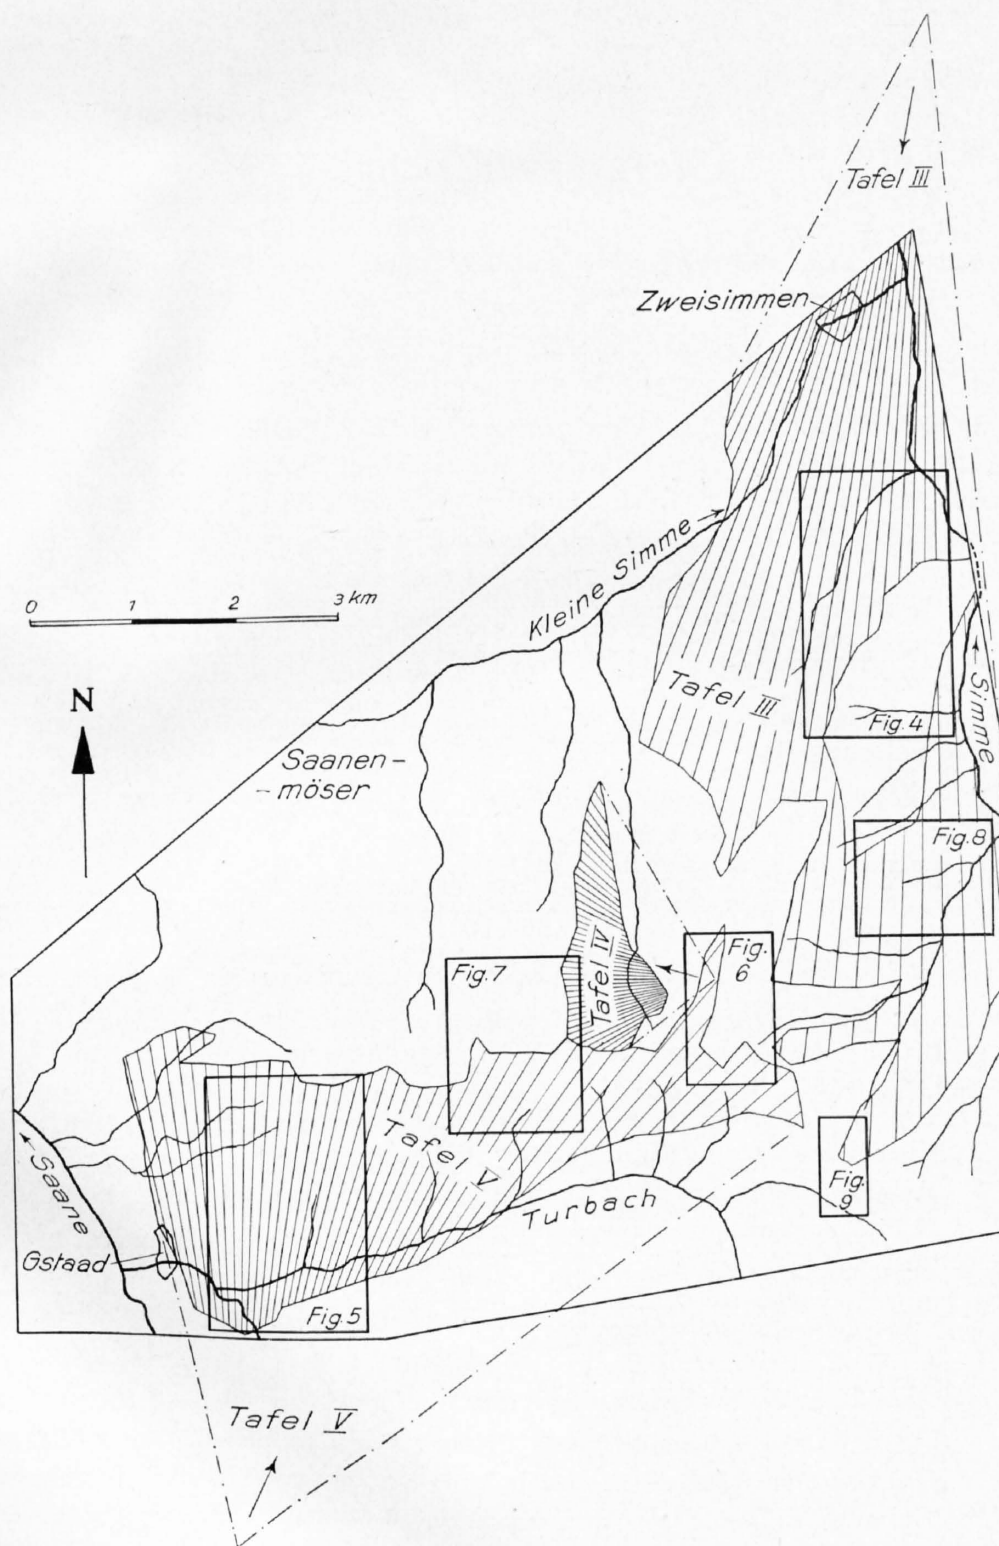 Tafel III
Zweisimmen
Kleine Simme
0 1 2 3 km
N
Tafel III
Simme
Fig. 4
Saanen-
-möser
Fig. 8
Tafel IV
Fig. 7
Fig.
6
Tafel V
Fig.
9
Saane
Turbach
Gstaad
Fig. 5
Tafel V